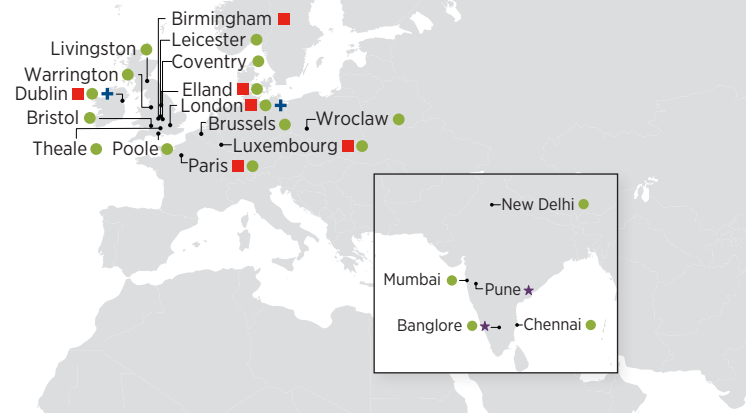 Birmingham
Leicester
Livingston
Coventry
Warrington
Elland
Dublin
London
Bristol
Brussels
Wroclaw
Theale
Poole
Luxembourg
Paris
New Delhi
Mumbai
Pune
Banglore
Chennai